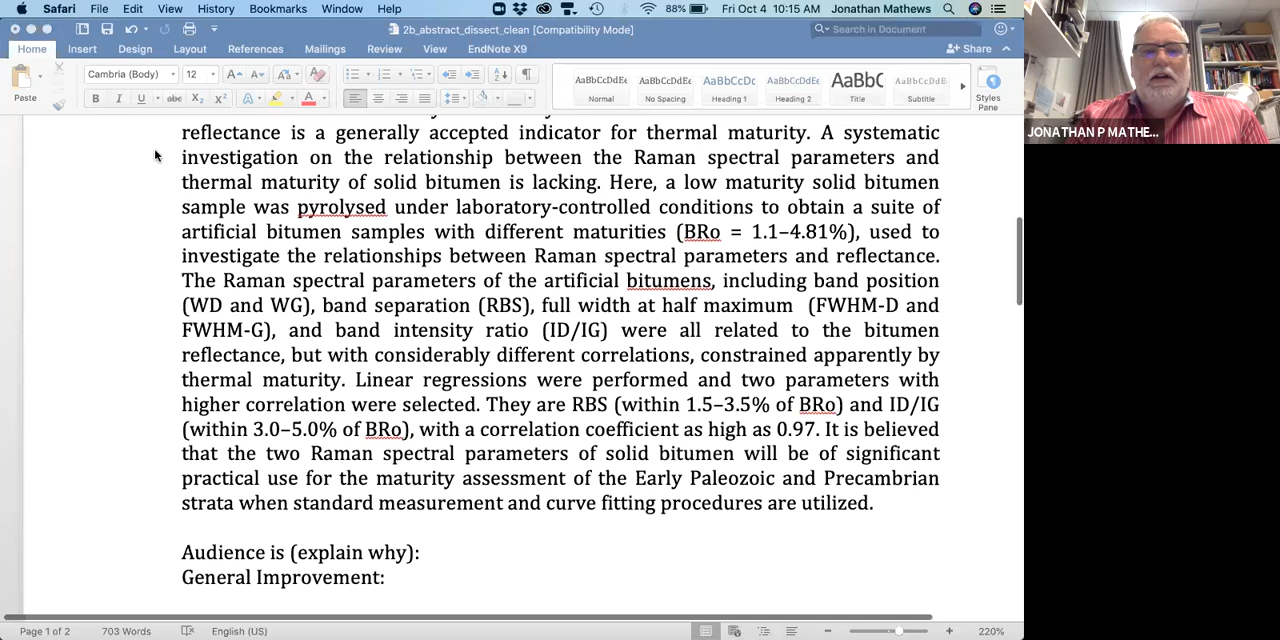 Safari File Edit View History Bookmarks Window Help 88% Fri Oct 4 10:15 AM Jonathan Mathews
2b_abstract_dissect_clean [Compatibility Mode]
Search in Document
Home Insert Design Layout References Mailings Review View EndNote X9
Share
Paste
Cambria (Body) 12
AaBbCcDdEe AaBbCcDdEe AaBbCcDc AaBbCcDdEe AaBbC AaBbCcDdEe
Normal No Spacing Heading 1 Heading 2 Title Subtitle
Styles
Pane
JONATHAN P MATHE...
reflectance is a generally accepted indicator for thermal maturity. A systematic
investigation on the relationship between the Raman spectral parameters and
thermal maturity of solid bitumen is lacking. Here, a low maturity solid bitumen
sample was pyrolysed under laboratory-controlled conditions to obtain a suite of
artificial bitumen samples with different maturities (BRo = 1.1–4.81%), used to
investigate the relationships between Raman spectral parameters and reflectance.
The Raman spectral parameters of the artificial bitumens, including band position
(WD and WG), band separation (RBS), full width at half maximum (FWHM-D and
FWHM-G), and band intensity ratio (ID/IG) were all related to the bitumen
reflectance, but with considerably different correlations, constrained apparently by
thermal maturity. Linear regressions were performed and two parameters with
higher correlation were selected. They are RBS (within 1.5–3.5% of BRo) and ID/IG
(within 3.0–5.0% of BRo), with a correlation coefficient as high as 0.97. It is believed
that the two Raman spectral parameters of solid bitumen will be of significant
practical use for the maturity assessment of the Early Paleozoic and Precambrian
strata when standard measurement and curve fitting procedures are utilized.
Audience is (explain why):
General Improvement:
Page 1 of 2 703 Words English (US) 220%